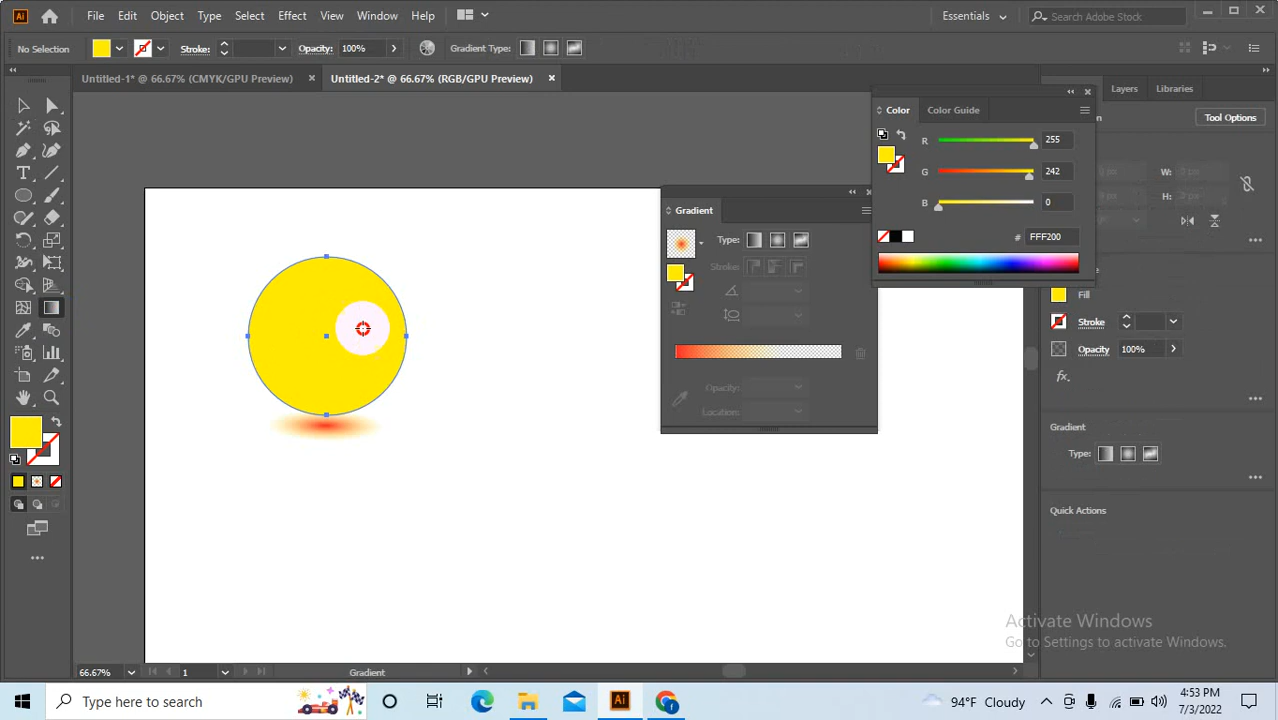 Ai File Edit Object Type Select Effect View Window Help Essentials Search Adobe Stock
No Selection Stroke: Opacity: 100% Gradient Type:
Untitled-1* @ 66.67% (CMYK/GPU Preview) Untitled-2* @ 66.67% (RGB/GPU Preview)
Layers Libraries
Color Color Guide
Tool Options
R 255
G 242
B 0
# FFF200
W:
H:
Gradient
Type:
Stroke:
Opacity:
Location:
Fill
Stroke
Opacity 100%
fx.
Gradient
Type:
Quick Actions
Activate Windows
Go to Settings to activate Windows.
66.67% 1 Gradient
Type here to search Ai 94°F Cloudy 4:53 PM
7/3/2022